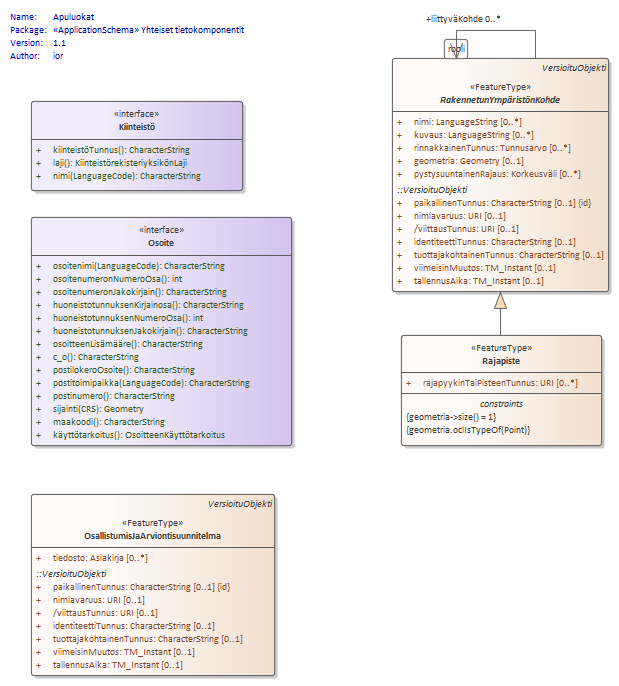 Name: Apuluokat
Package: «ApplicationSchema» Yhteiset tietokomponentit
Version: 1.1
Author: ior
«interface»
Kiinteistö
+ kiinteistöTunnus(): CharacterString
+ laji(): KiinteistörekisteriyksikönLaji
+ nimi(LanguageCode): CharacterString
«interface»
Osoite
+ osoitenimi(LanguageCode): CharacterString
+ osoitenumeronNumeroOsa(): int
+ osoitenumeronJakokirjain(): CharacterString
+ huoneistotunnuksenKirjainosa(): CharacterString
+ huoneistotunnuksenNumeroOsa(): int
+ huoneistotunnuksenJakokirjain(): CharacterString
+ osoitteenLisämääre(): CharacterString
+ c_o(): CharacterString
+ postilokeroOsoite(): CharacterString
+ postitoimipaikka(LanguageCode): CharacterString
+ postinumero(): CharacterString
+ sijainti(CRS): Geometry
+ maakoodi(): CharacterString
+ käyttötarkoitus(): OsoitteenKäyttötarkoitus
VersioituObjekti
«FeatureType»
OsallistumisJaArviontisuunnitelma
+ tiedosto: Asiakirja [0..*]
::VersioituObjekti
+ paikallinenTunnus: CharacterString [0..1] {id}
+ nimiavaruus: URI [0..1]
+ /viittausTunnus: URI [0..1]
+ identiteettiTunnus: CharacterString [0..1]
+ tuottajakohtainenTunnus: CharacterString [0..1]
+ viimeisinMuutos: TM_Instant [0..1]
+ tallennusAika: TM_Instant [0..1]
+liittyväKohde 0..*
rooli
VersioituObjekti
«FeatureType»
RakennetunYmpäristönKohde
+ nimi: LanguageString [0..*]
+ kuvaus: LanguageString [0..*]
+ rinnakkainenTunnus: Tunnusarvo [0..*]
+ geometria: Geometry [0..1]
+ pystysuuntainenRajaus: Korkeusväli [0..*]
::VersioituObjekti
+ paikallinenTunnus: CharacterString [0..1] {id}
+ nimiavaruus: URI [0..1]
+ /viittausTunnus: URI [0..1]
+ identiteettiTunnus: CharacterString [0..1]
+ tuottajakohtainenTunnus: CharacterString [0..1]
+ viimeisinMuutos: TM_Instant [0..1]
+ tallennusAika: TM_Instant [0..1]
«FeatureType»
Rajapiste
+ rajapyykinTaiPisteenTunnus: URI [0..*]
constraints
{geometria->size() = 1}
{geometria.oclIsTypeOf(Point)}